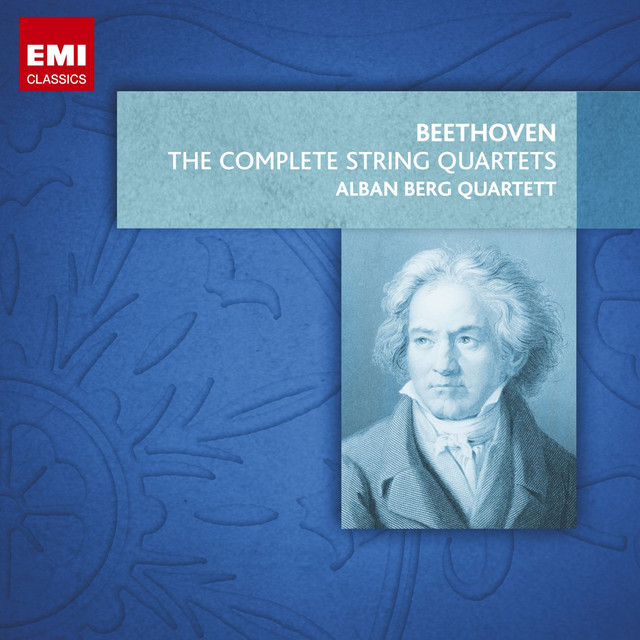 EMI
CLASSICS
BEETHOVEN
THE COMPLETE STRING QUARTETS
ALBAN BERG QUARTETT